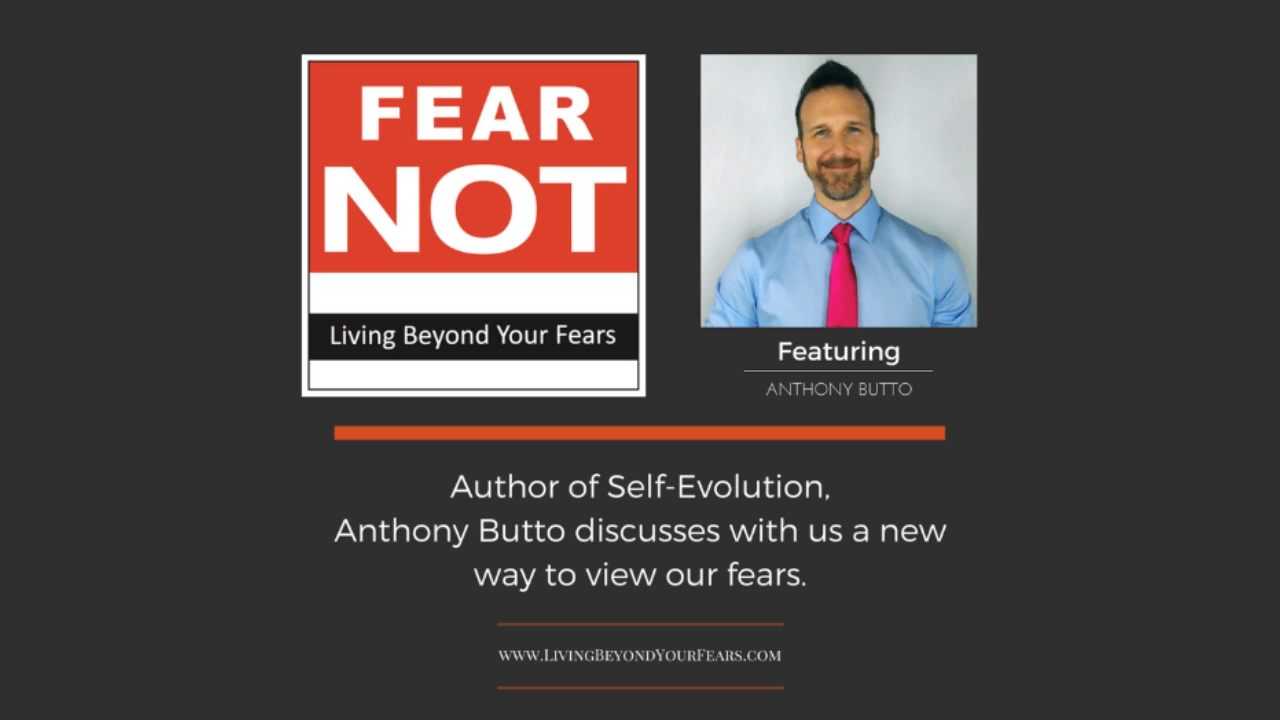 FEAR
NOT
Living Beyond Your Fears
Featuring
ANTHONY BUTTO
Author of Self-Evolution,
Anthony Butto discusses with us a new
way to view our fears.
www.LivingBeyondYourFears.com